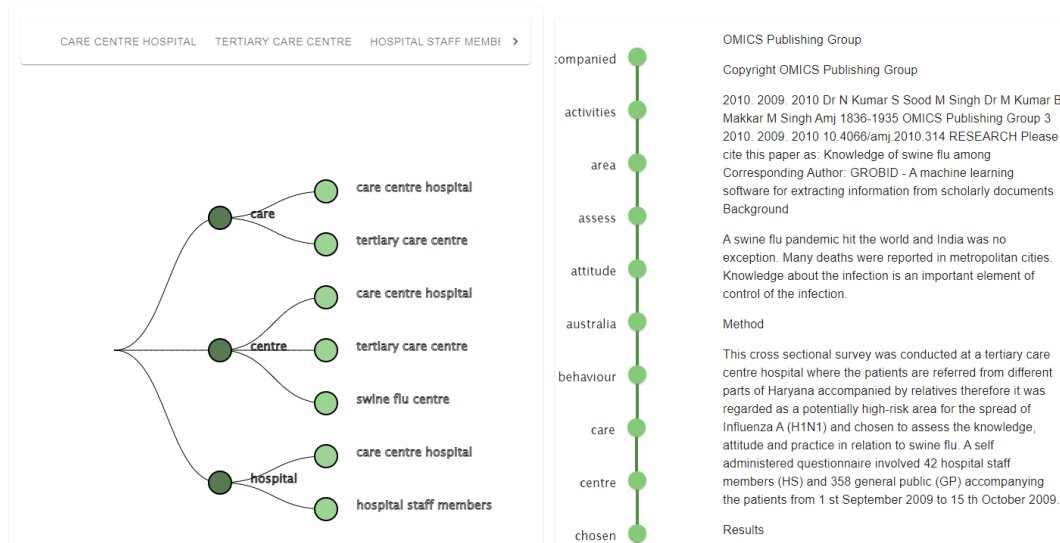 CARE CENTRE HOSPITAL TERTIARY CARE CENTRE HOSPITAL STAFF MEMBE
care
care centre hospital
tertiary care centre
centre
care centre hospital
tertiary care centre
swine flu centre
hospital
care centre hospital
hospital staff members
ompanied
activities
area
assess
attitude
australia
behaviour
care
centre
chosen
OMICS Publishing Group
Copyright OMICS Publishing Group
2010. 2009. 2010 Dr N Kumar S Sood M Singh Dr M Kumar B
Makkar M Singh Amj 1836-1935 OMICS Publishing Group 3
2010. 2009. 2010 10.4066/amj.2010.314 RESEARCH Please
cite this paper as: Knowledge of swine flu among
Corresponding Author: GROBID - A machine learning
software for extracting information from scholarly documents
Background
A swine flu pandemic hit the world and India was no
exception. Many deaths were reported in metropolitan cities.
Knowledge about the infection is an important element of
control of the infection.
Method
This cross sectional survey was conducted at a tertiary care
centre hospital where the patients are referred from different
parts of Haryana accompanied by relatives therefore it was
regarded as a potentially high-risk area for the spread of
Influenza A (H1N1) and chosen to assess the knowledge,
attitude and practice in relation to swine flu. A self
administered questionnaire involved 42 hospital staff
members (HS) and 358 general public (GP) accompanying
the patients from 1 st September 2009 to 15 th October 2009.
Results